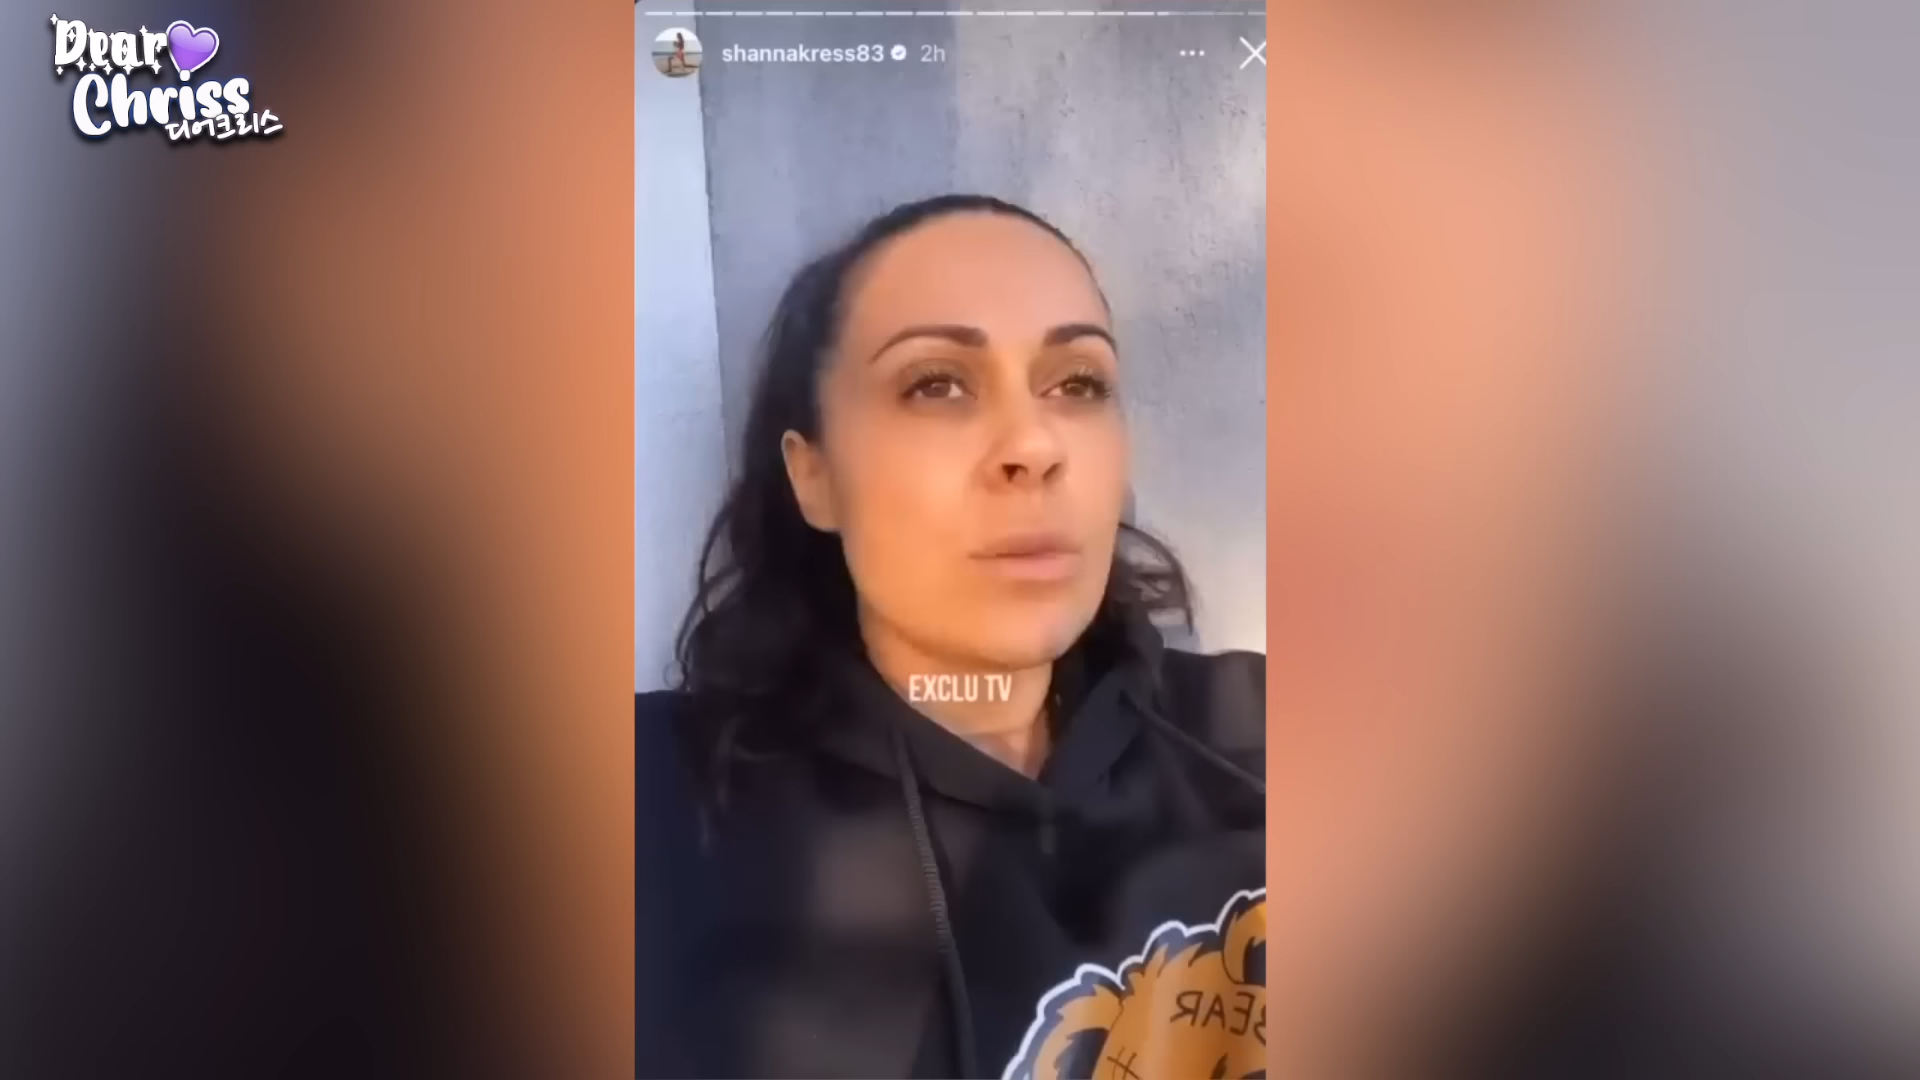 Dear
Chriss
디어크리스
shannakress83 2h
EXCLU TV
BEAR